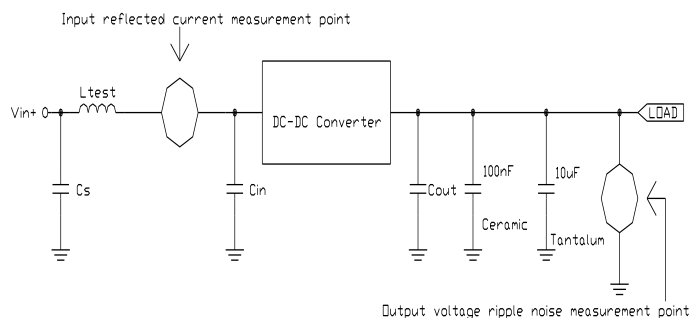 Input reflected current measurement point
Ltest
Vin+
DC-DC Converter
LOAD
Cs
Cin
Cout
100nF
10uF
Ceramic
Tantalum
Output voltage ripple noise measurement point